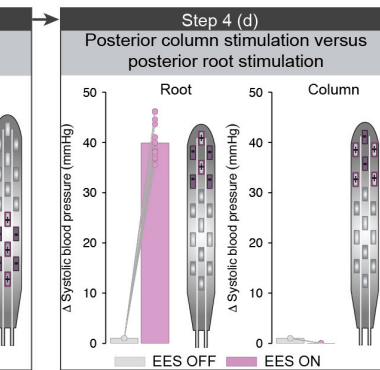 Step 4 (d)
Posterior column stimulation versus
posterior root stimulation
Root
Column
Δ Systolic blood pressure (mmHg)
50
40
30
20
10
0
Δ Systolic blood pressure (mmHg)
50
40
30
20
10
0
EES OFF
EES ON